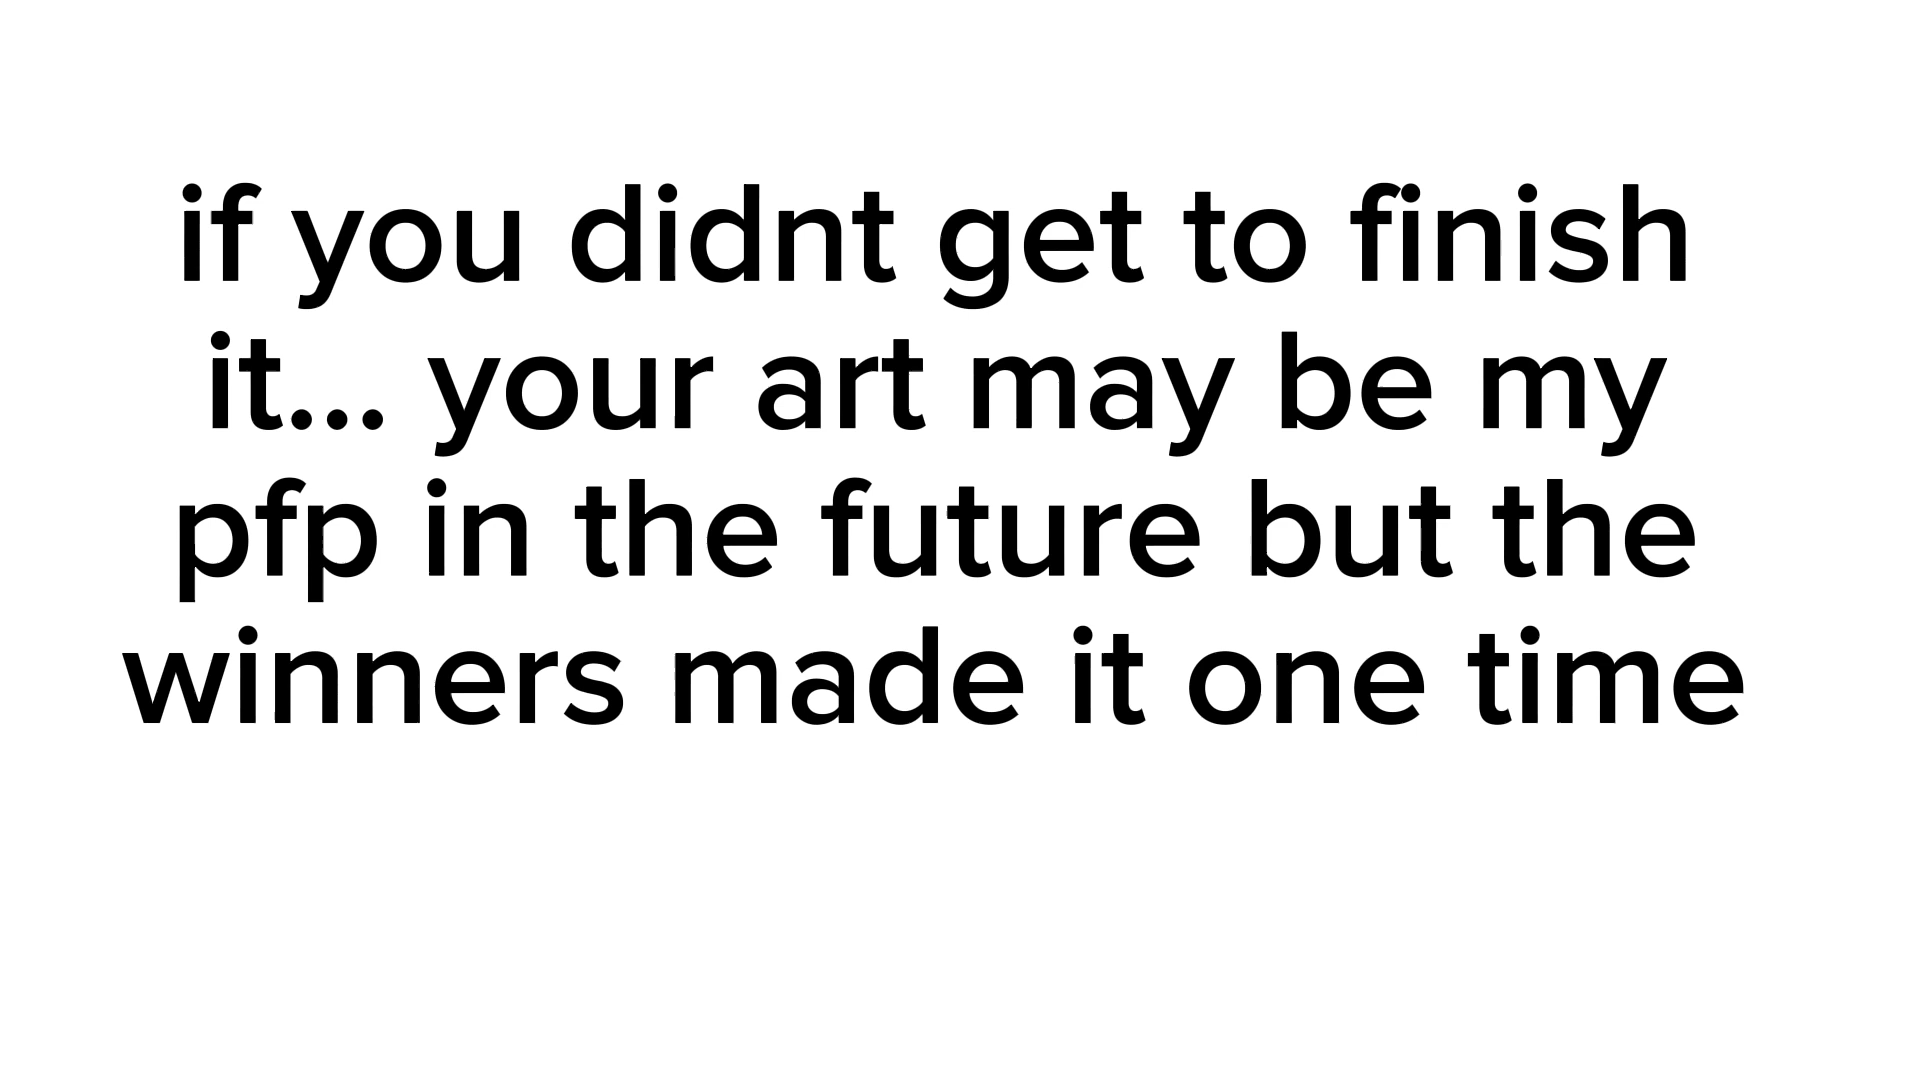 if you didnt get to finish
it... your art may be my
pfp in the future but the
winners made it one time